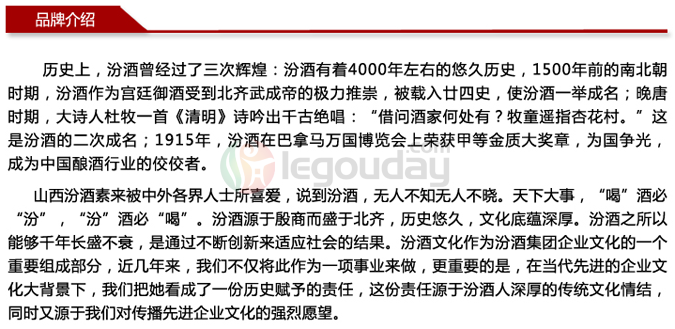 品牌介绍
历史上，汾酒曾经过了三次辉煌：汾酒有着4000年左右的悠久历史，1500年前的南北朝
时期，汾酒作为宫廷御酒受到北齐武成帝的极力推崇，被载入廿四史，使汾酒一举成名；晚唐
时期，大诗人杜牧一首《清明》诗吟出千古绝唱：“借问酒家何处有？牧童遥指杏花村。”这
是汾酒的二次成名；1915年，汾酒在巴拿马万国博览会上荣获甲等金质大奖章，为国争光，
成为中国酿酒行业的佼佼者。
legouday
山西汾酒素来被中外各界人士所喜爱，说到汾酒，无人不知无人不晓。天下大事，“喝”酒必
“汾”，“汾”酒必“喝”。汾酒源于殷商而盛于北齐，历史悠久，文化底蕴深厚。汾酒之所以
能够千年长盛不衰，是通过不断创新来适应社会的结果。汾酒文化作为汾酒集团企业文化的一个
重要组成部分，近几年来，我们不仅将此作为一项事业来做，更重要的是，在当代先进的企业文
化大背景下，我们把她看成了一份历史赋予的责任，这份责任源于汾酒人深厚的传统文化情结，
同时又源于我们对传播先进企业文化的强烈愿望。